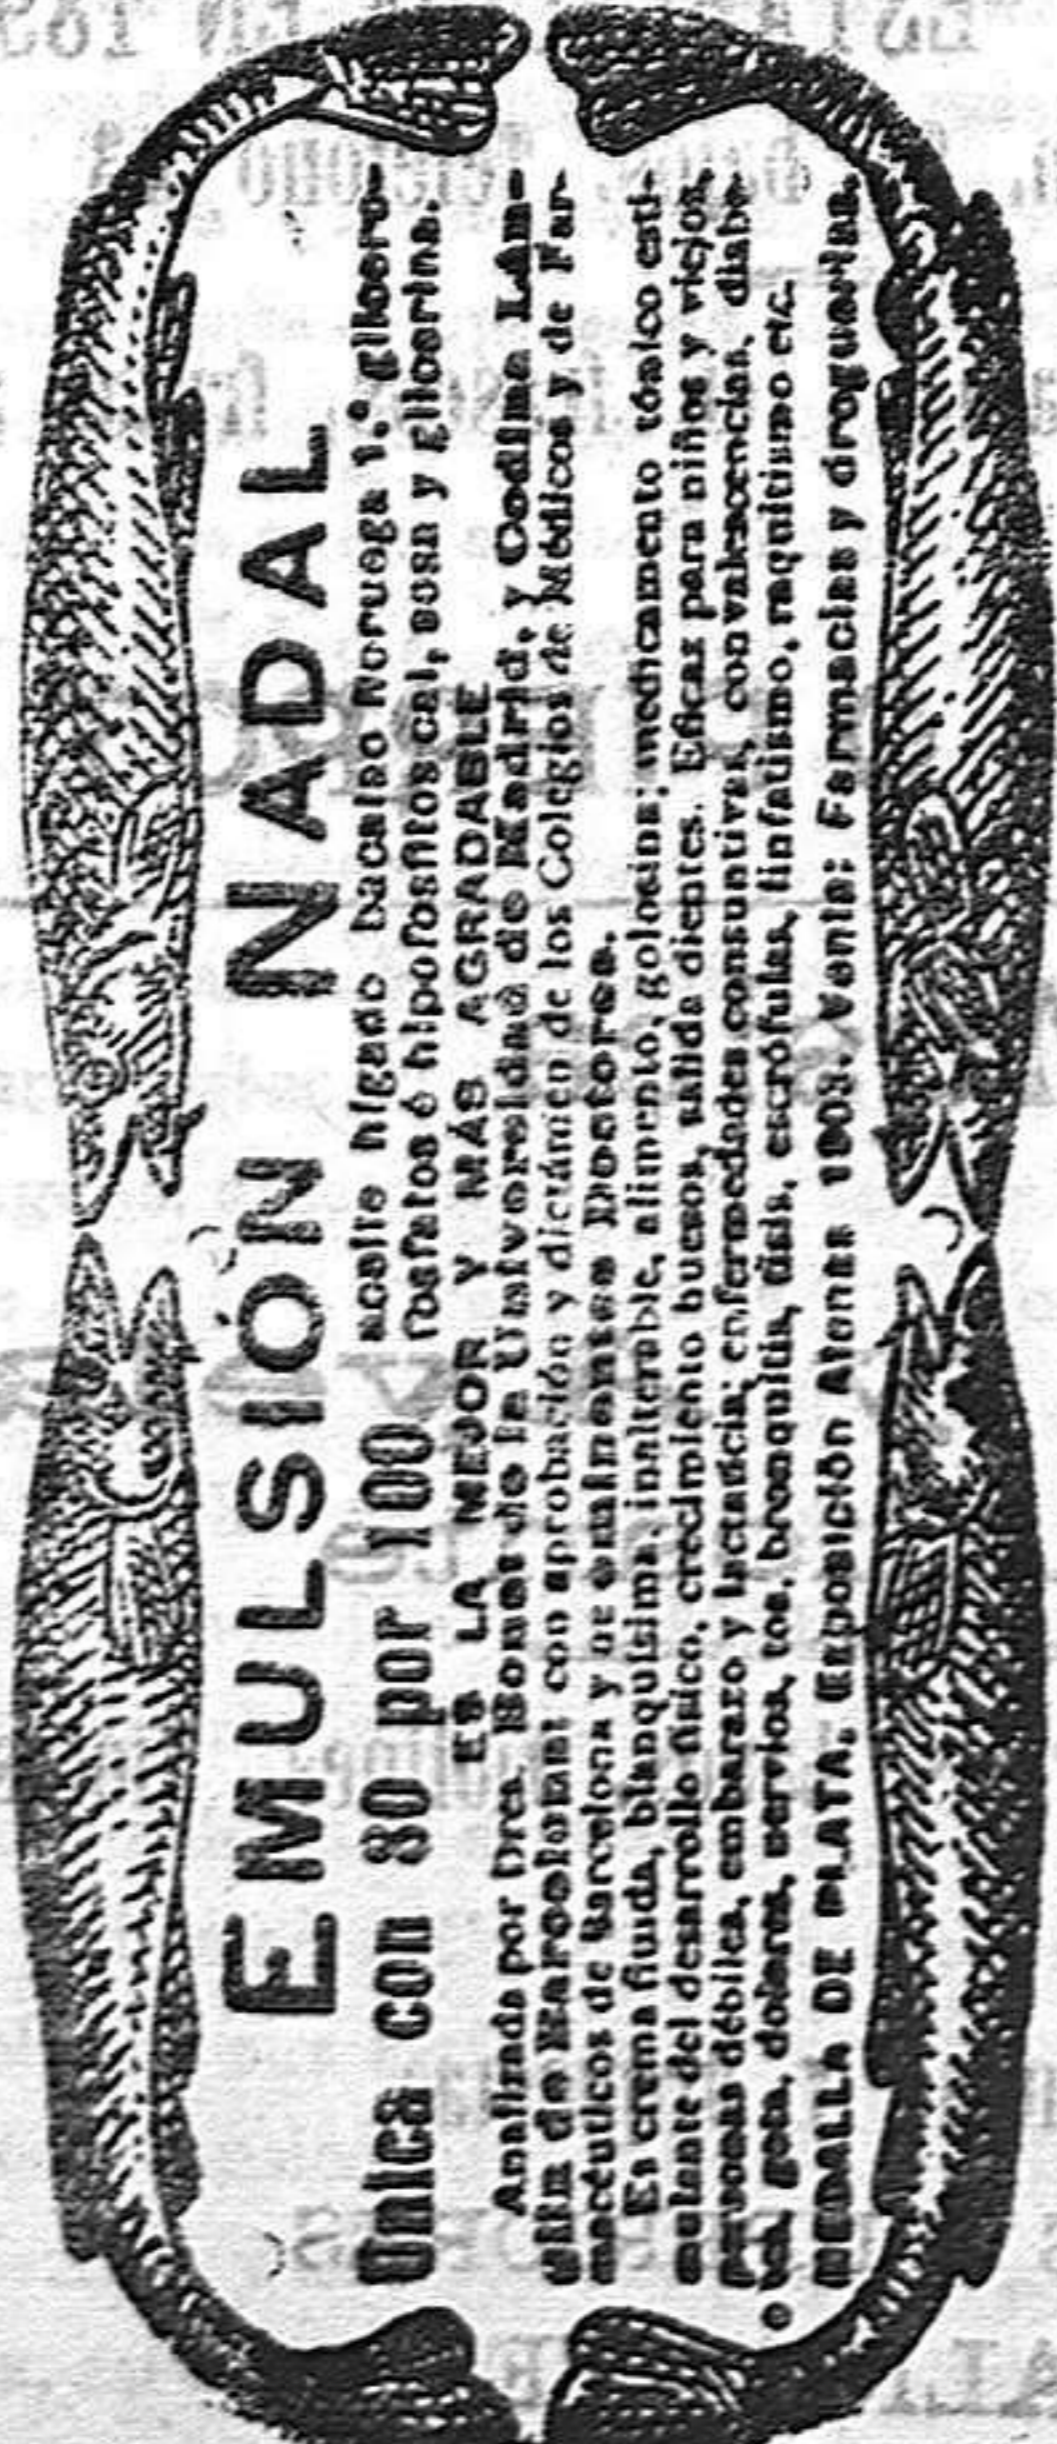 EMULSIÓN NADAL
Unica con 80 por 100 aceite hígado bacalao Noruega 1.ª glicero-
fosfatos é hipofosfitos cal, sosa y glicerina.
ES LA MEJOR Y MÁS AGRADABLE
Analizada por Dres. Bonet de la Universidad de Madrid, y Codina Län-
glin de Barcelona; con aprobación y dictámen de los Colegios de Médicos y de Far-
macéuticos de Barcelona y de eminentes Doctores.
Es crema fluida, blanquísima, inalterable, alimento, golosina; medicamento tónico esti-
mulante del desarrollo físico, crecimiento huesos, salida dientes. Eficaz para niños y viejos,
personas débiles, embarazo y lactancia; enfermedades consuntivas, convalescencias, diabe-
tes, gota, dolores, nervios, tos, bronquitis, tisis, escrófulas, linfatismo, raquitismo etc.
MEDALLA DE PLATA, Exposición Atenas 1903. Venta: Farmacias y droguerías.